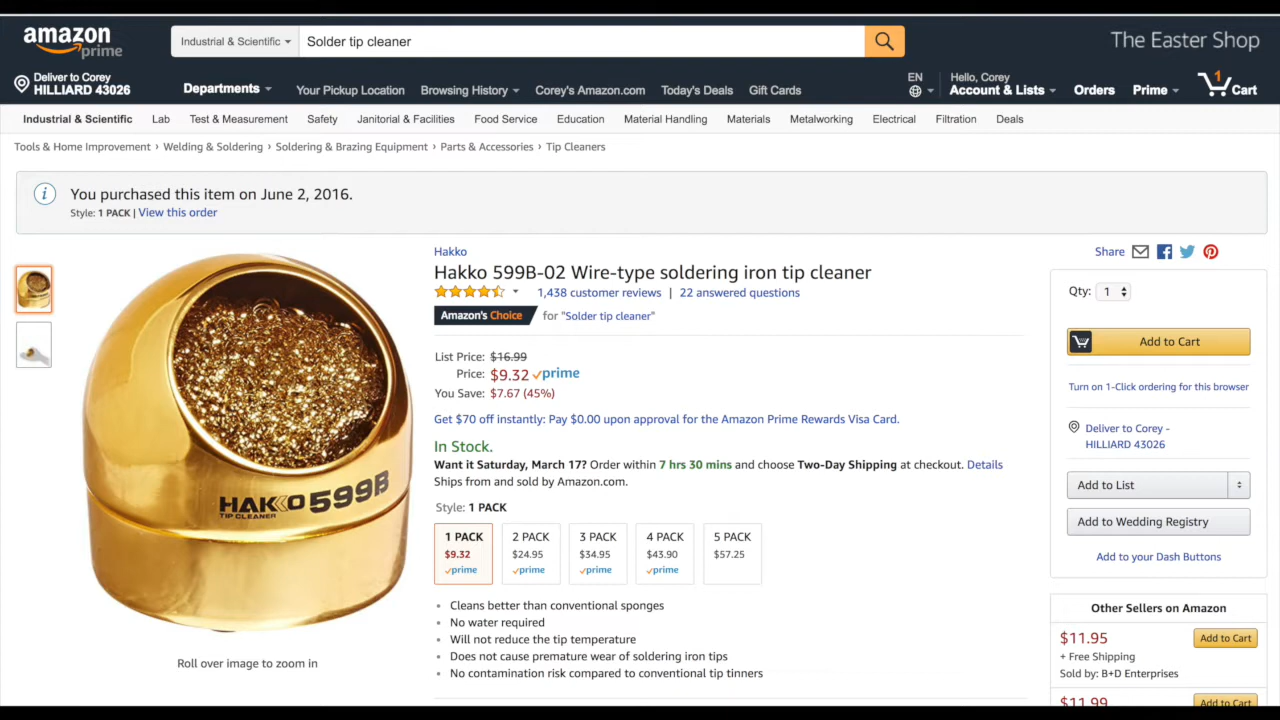 amazon
prime
Industrial & Scientific
Solder tip cleaner
The Easter Shop
Deliver to Corey
HILLIARD 43026
Departments
Your Pickup Location
Browsing History
Corey's Amazon.com
Today's Deals
Gift Cards
EN
Hello, Corey
Account & Lists
Orders
Prime
1
Cart
Industrial & Scientific
Lab
Test & Measurement
Safety
Janitorial & Facilities
Food Service
Education
Material Handling
Materials
Metalworking
Electrical
Filtration
Deals
Tools & Home Improvement › Welding & Soldering › Soldering & Brazing Equipment › Parts & Accessories › Tip Cleaners
You purchased this item on June 2, 2016.
Style: 1 PACK | View this order
HAKKO 599B
TIP CLEANER
Roll over image to zoom in
Hakko
Hakko 599B-02 Wire-type soldering iron tip cleaner
1,438 customer reviews | 22 answered questions
Amazon's Choice for "Solder tip cleaner"
List Price: $16.99
Price: $9.32 prime
You Save: $7.67 (45%)
Get $70 off instantly: Pay $0.00 upon approval for the Amazon Prime Rewards Visa Card.
In Stock.
Want it Saturday, March 17? Order within 7 hrs 30 mins and choose Two-Day Shipping at checkout. Details
Ships from and sold by Amazon.com.
Style: 1 PACK
1 PACK
$9.32
prime
2 PACK
$24.95
prime
3 PACK
$34.95
prime
4 PACK
$43.90
prime
5 PACK
$57.25
• Cleans better than conventional sponges
• No water required
• Will not reduce the tip temperature
• Does not cause premature wear of soldering iron tips
• No contamination risk compared to conventional tip tinners
Share
Qty: 1
Add to Cart
Turn on 1-Click ordering for this browser
Deliver to Corey -
HILLIARD 43026
Add to List
Add to Wedding Registry
Add to your Dash Buttons
Other Sellers on Amazon
$11.95
Add to Cart
+ Free Shipping
Sold by: B+D Enterprises
$11.99
Add to Cart